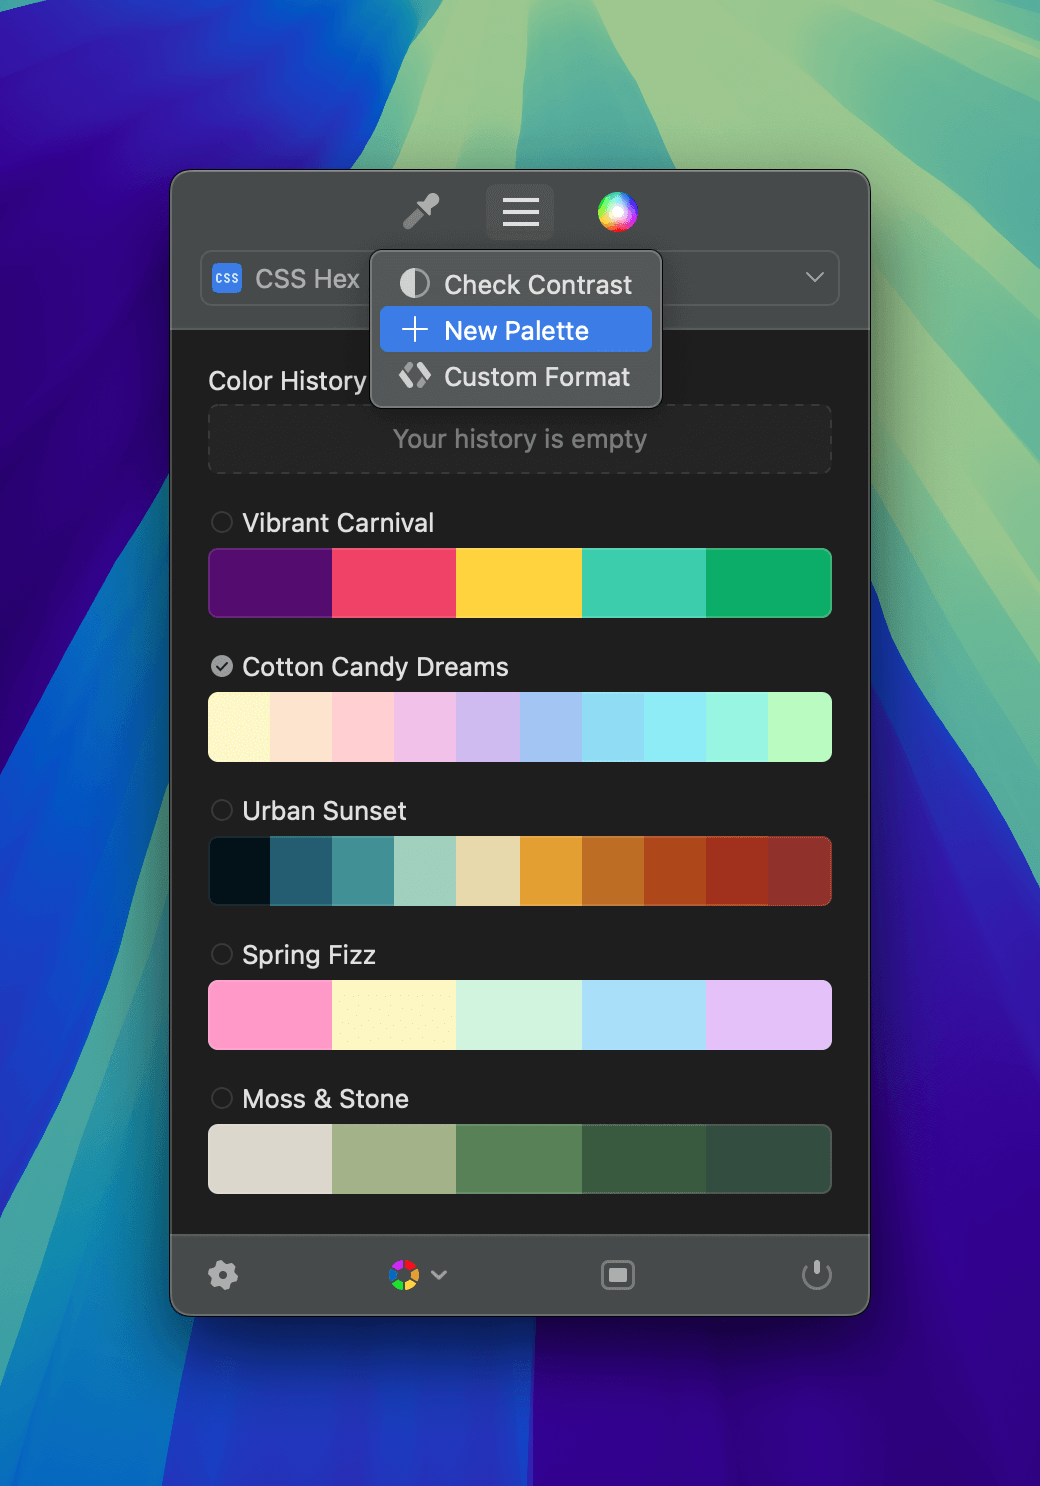 CSS CSS Hex
Check Contrast
New Palette
Custom Format
Color History
Your history is empty
Vibrant Carnival
Cotton Candy Dreams
Urban Sunset
Spring Fizz
Moss & Stone